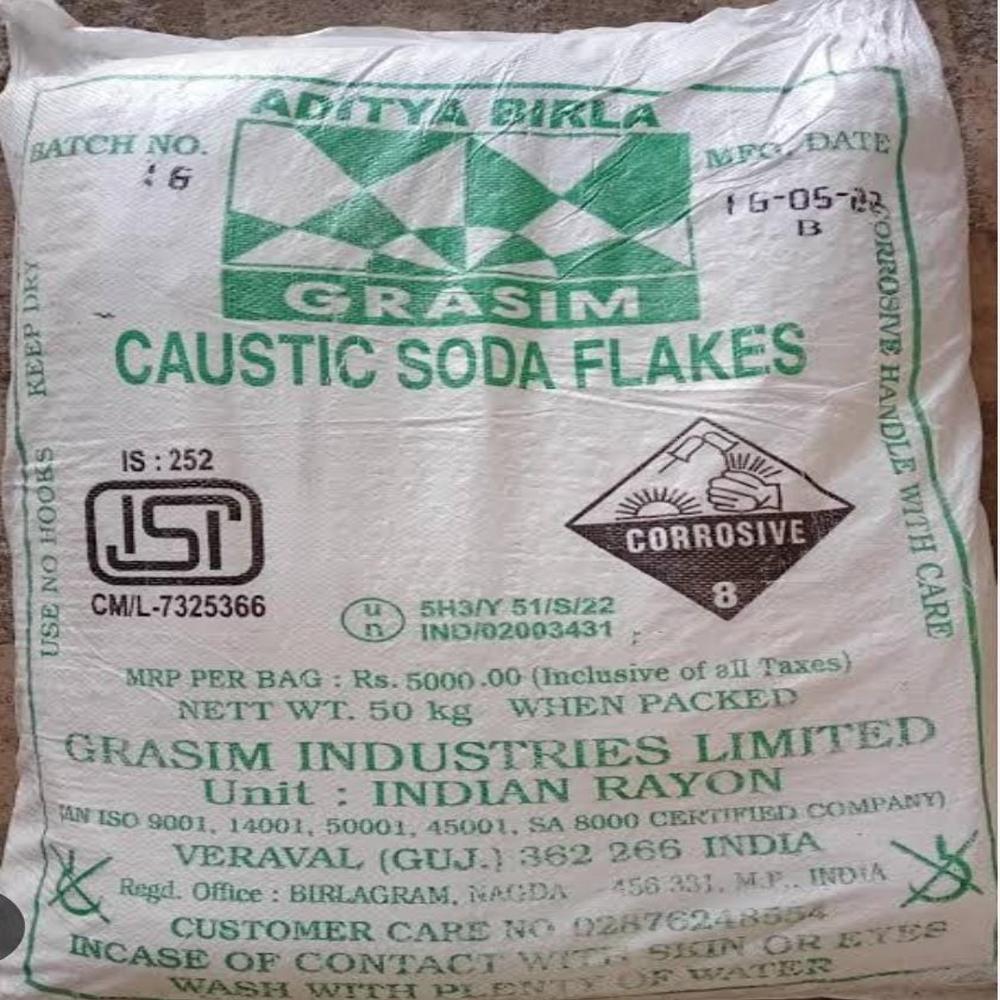 ADITYA BIRLA
BATCH NO.
16
MFG. DATE
16-05-22
B
GRASIM
CAUSTIC SODA FLAKES
KEEP DRY
USE NO HOOKS
CORROSIVE HANDLE WITH CARE
IS : 252
ISI
CM/L-7325366
CORROSIVE
8
un
5H3/Y 51/S/22
IND/02003431
MRP PER BAG : Rs. 5000.00 (Inclusive of all Taxes)
NETT WT. 50 kg WHEN PACKED
GRASIM INDUSTRIES LIMITED
Unit : INDIAN RAYON
(AN ISO 9001, 14001, 50001, 45001, SA 8000 CERTIFIED COMPANY)
VERAVAL (GUJ.) 362 266 INDIA
Regd. Office : BIRLAGRAM, NAGDA 456 331, M.P., INDIA
CUSTOMER CARE NO 02876248554
INCASE OF CONTACT WITH SKIN OR EYES
WASH WITH PLENTY OF WATER